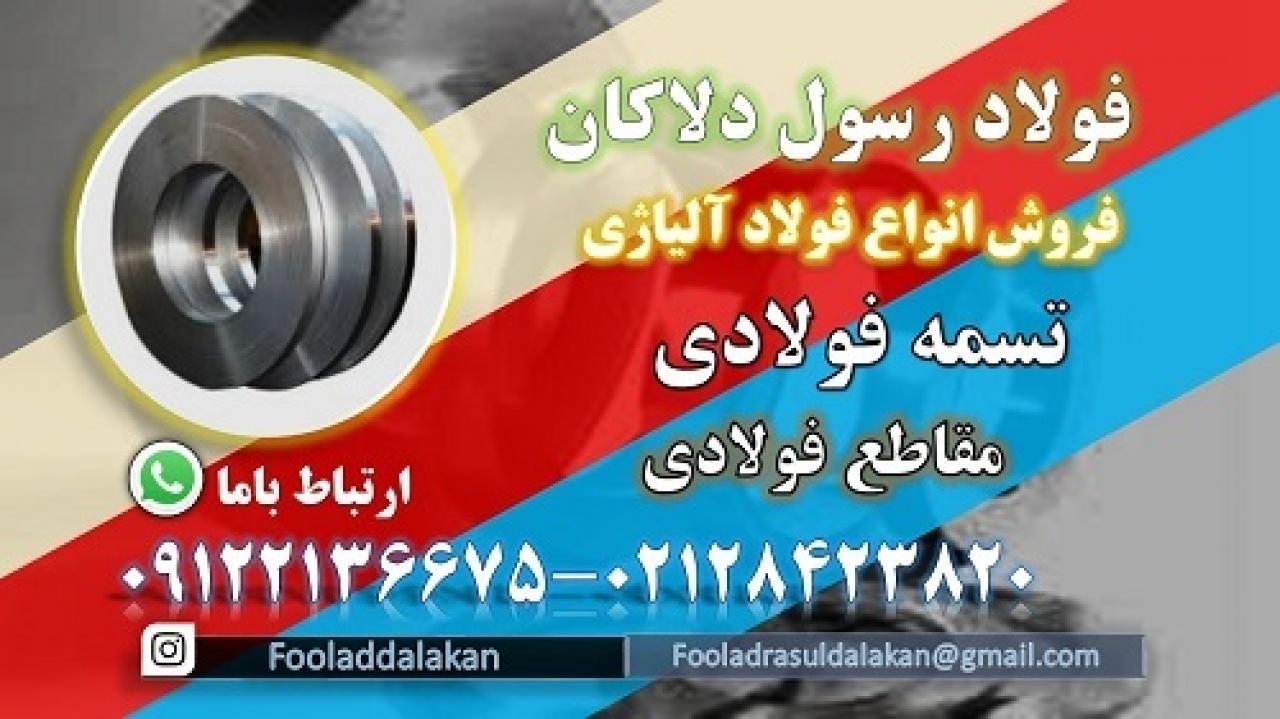 فولاد رسول دلاکان
فروش انواع فولاد آلیاژی
تسمه فولادی
مقاطع فولادی
ارتباط باما
۰۹۱۲۲۱۳۶۶۷۵-۰۲۱۲۸۴۲۳۸۲۰
Fooladdalakan
Fooladrasuldalakan@gmail.com